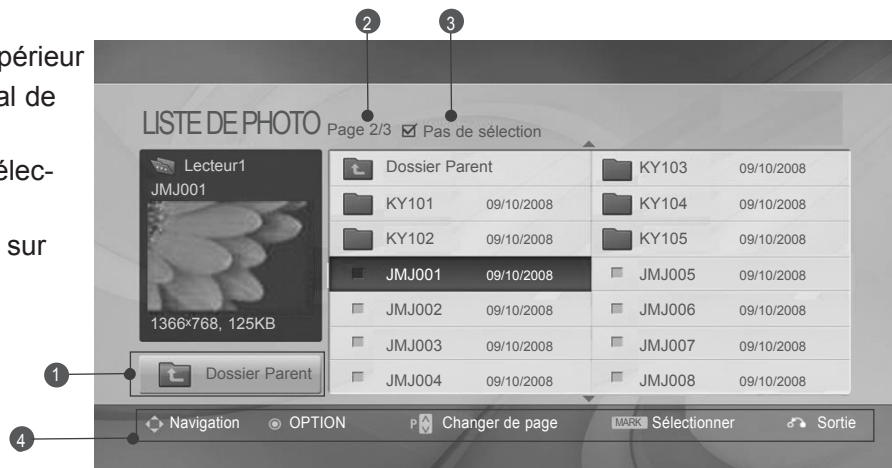 2 3
périeur
al de
élec-
sur
LISTE DE PHOTO Page 2/3 Pas de sélection
Lecteur1
JMJ001
1366x768, 125KB
Dossier Parent
Dossier Parent
KY101 09/10/2008
KY102 09/10/2008
JMJ001 09/10/2008
JMJ002 09/10/2008
JMJ003 09/10/2008
JMJ004 09/10/2008
KY103 09/10/2008
KY104 09/10/2008
KY105 09/10/2008
JMJ005 09/10/2008
JMJ006 09/10/2008
JMJ007 09/10/2008
JMJ008 09/10/2008
1
4
Navigation OPTION P Changer de page MARK Sélectionner Sortie